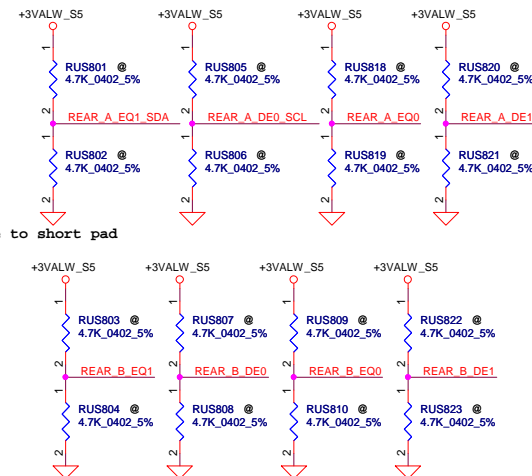 +3VALW_S5 +3VALW_S5 +3VALW_S5 +3VALW_S5
1 1 1 1
RUS801 @ RUS805 @ RUS818 @ RUS820 @
4.7K_0402_5% 4.7K_0402_5% 4.7K_0402_5% 4.7K_0402_5%
2 2 2 2
REAR_A_EQ1_SDA REAR_A_DE0_SCL REAR_A_EQ0 REAR_A_DE1
1 1 1 1
RUS802 @ RUS806 @ RUS819 @ RUS821 @
4.7K_0402_5% 4.7K_0402_5% 4.7K_0402_5% 4.7K_0402_5%
2 2 2 2
to short pad
+3VALW_S5 +3VALW_S5 +3VALW_S5 +3VALW_S5
1 1 1 1
RUS803 @ RUS807 @ RUS809 @ RUS822 @
4.7K_0402_5% 4.7K_0402_5% 4.7K_0402_5% 4.7K_0402_5%
2 2 2 2
REAR_B_EQ1 REAR_B_DE0 REAR_B_EQ0 REAR_B_DE1
1 1 1 1
RUS804 @ RUS808 @ RUS810 @ RUS823 @
4.7K_0402_5% 4.7K_0402_5% 4.7K_0402_5% 4.7K_0402_5%
2 2 2 2